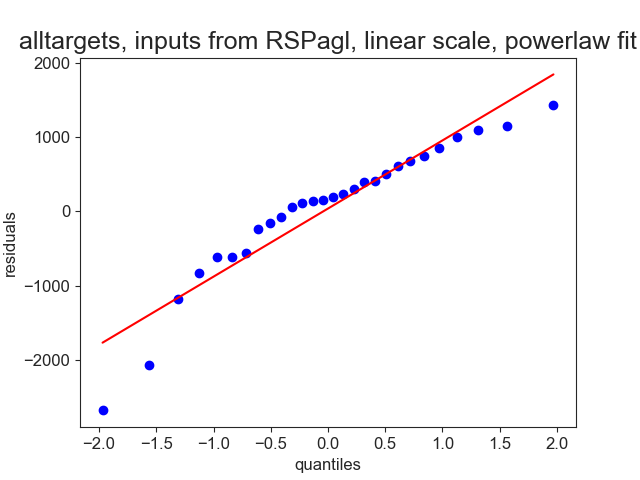 alltargets, inputs from RSPagl, linear scale, powerlaw fit
2000
1000
0
−1000
−2000
residuals
−2.0 −1.5 −1.0 −0.5 0.0 0.5 1.0 1.5 2.0
quantiles